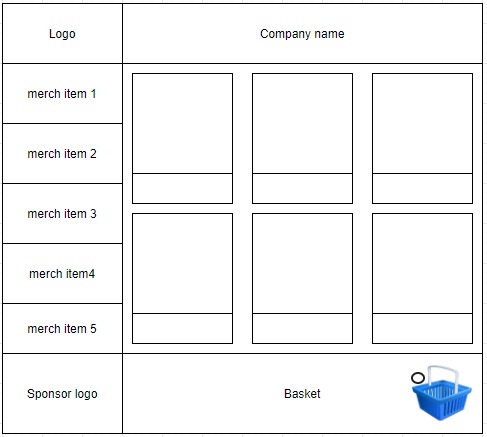 Logo
Company name
merch item 1
merch item 2
merch item 3
merch item4
merch item 5
Sponsor logo
Basket